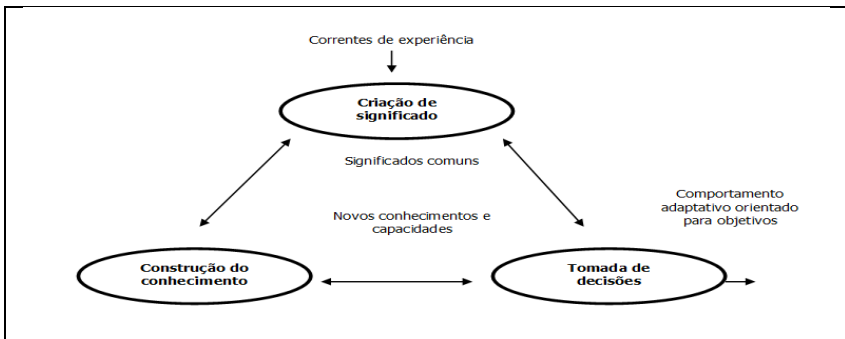 Correntes de experiência
Criação de
significado
Significados comuns
Comportamento
adaptativo orientado
para objetivos
Novos conhecimentos e
capacidades
Construção do
conhecimento
Tomada de
decisões